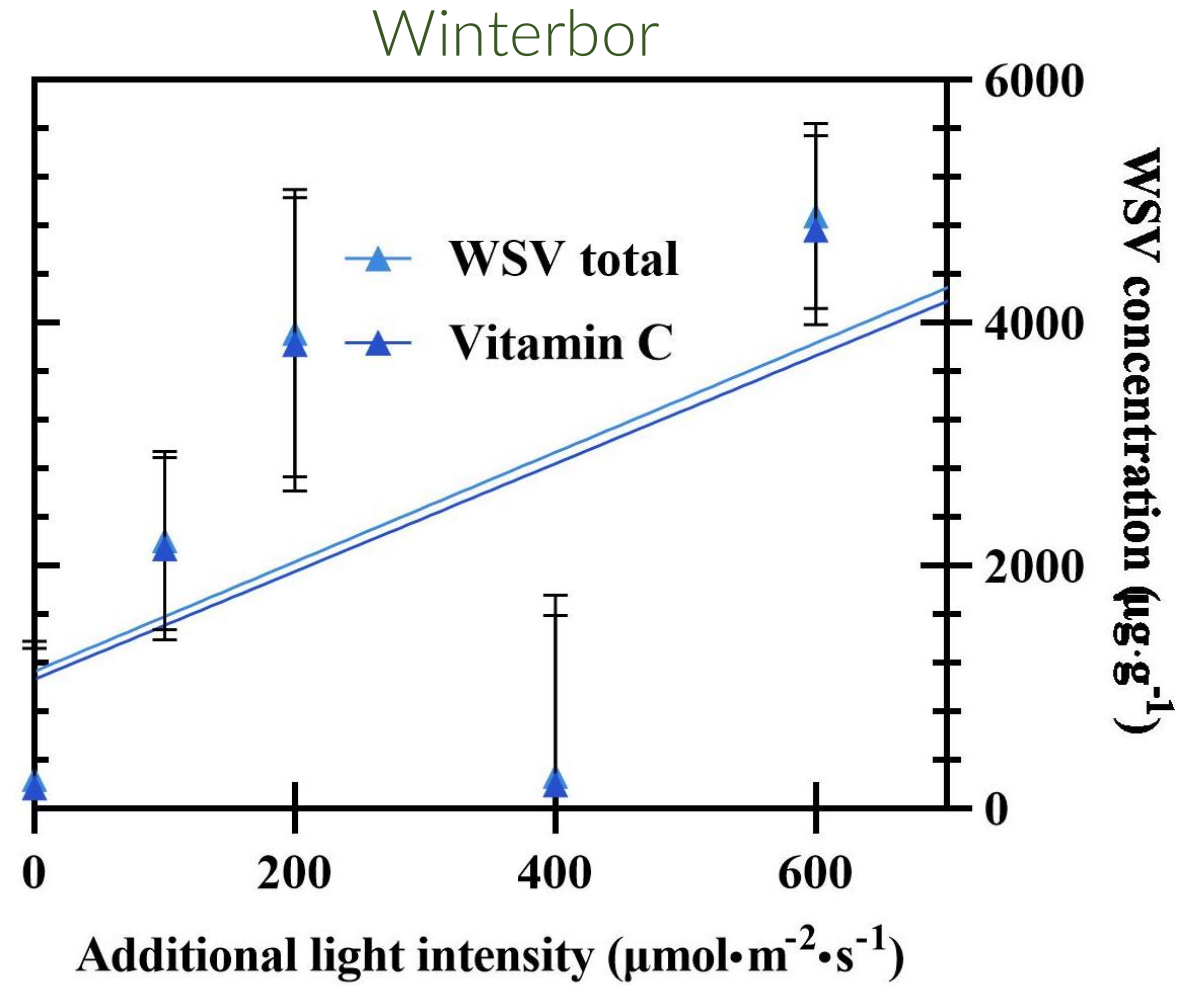 Winterbor
6000
WSV total
4000
Vitamin C
2000
0
WSV concentration (µg·g⁻¹)
0 200 400 600
Additional light intensity (µmol•m⁻²•s⁻¹)